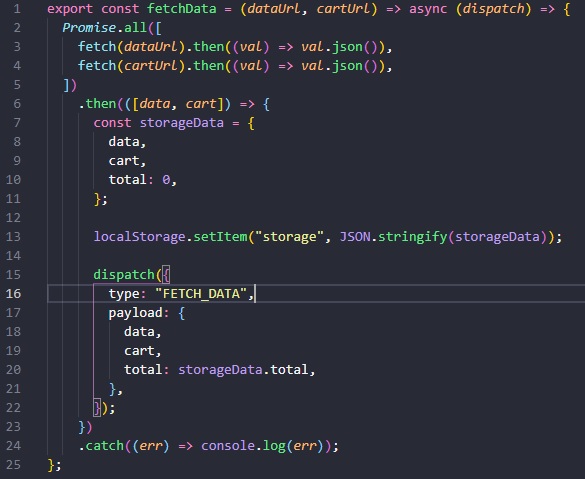 1 export const fetchData = (dataUrl, cartUrl) => async (dispatch) => {
2   Promise.all([
3     fetch(dataUrl).then((val) => val.json()),
4     fetch(cartUrl).then((val) => val.json()),
5   ])
6     .then(([data, cart]) => {
7       const storageData = {
8         data,
9         cart,
10         total: 0,
11       };
12
13       localStorage.setItem("storage", JSON.stringify(storageData));
14
15       dispatch({
16         type: "FETCH_DATA",
17         payload: {
18           data,
19           cart,
20           total: storageData.total,
21         },
22       });
23     })
24     .catch((err) => console.log(err));
25 };